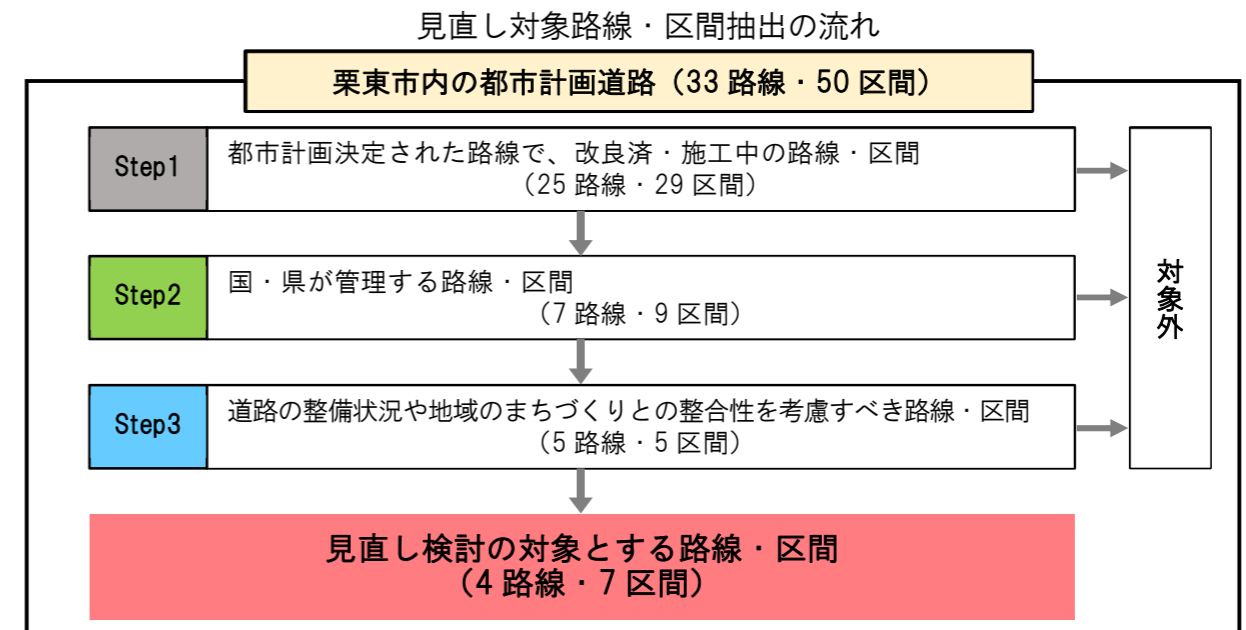 見直し対象路線・区間抽出の流れ
栗東市内の都市計画道路（33 路線・50 区間）
Step1
都市計画決定された路線で、改良済・施工中の路線・区間
（25 路線・29 区間）
Step2
国・県が管理する路線・区間
（7 路線・9 区間）
Step3
道路の整備状況や地域のまちづくりとの整合性を考慮すべき路線・区間
（5 路線・5 区間）
対象外
見直し検討の対象とする路線・区間
（4 路線・7 区間）